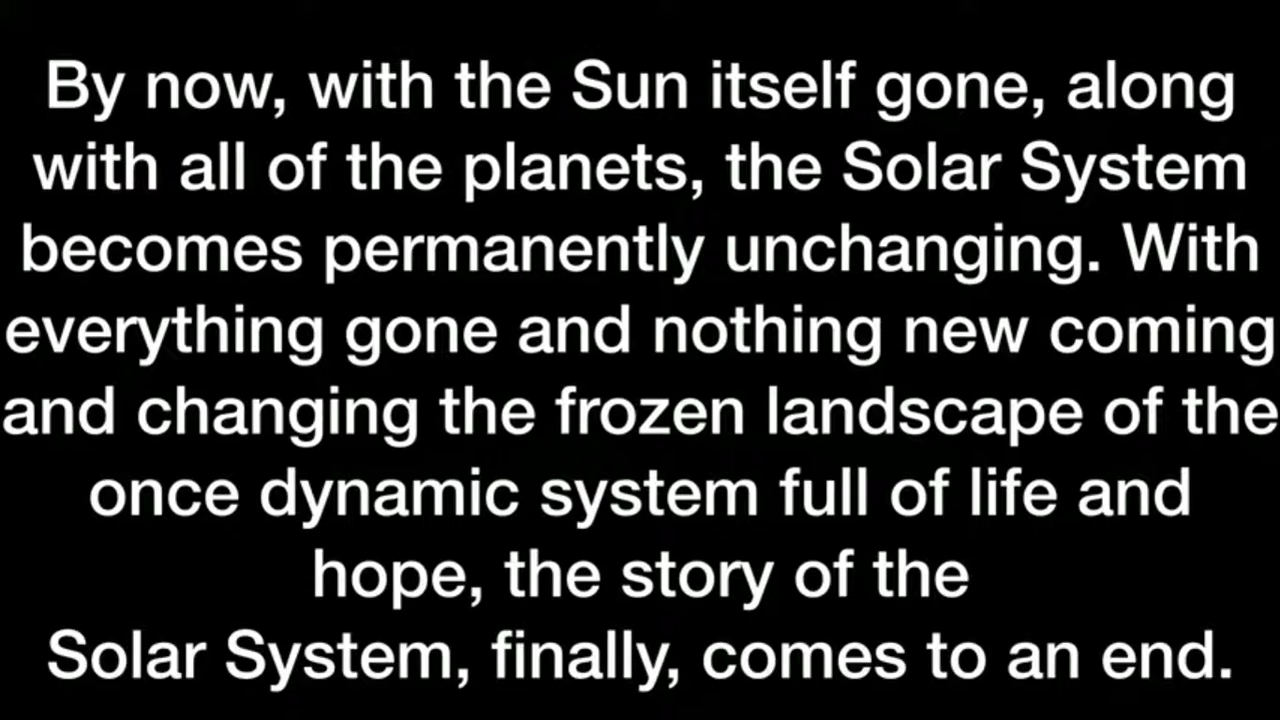 By now, with the Sun itself gone, along
with all of the planets, the Solar System
becomes permanently unchanging. With
everything gone and nothing new coming
and changing the frozen landscape of the
once dynamic system full of life and
hope, the story of the
Solar System, finally, comes to an end.